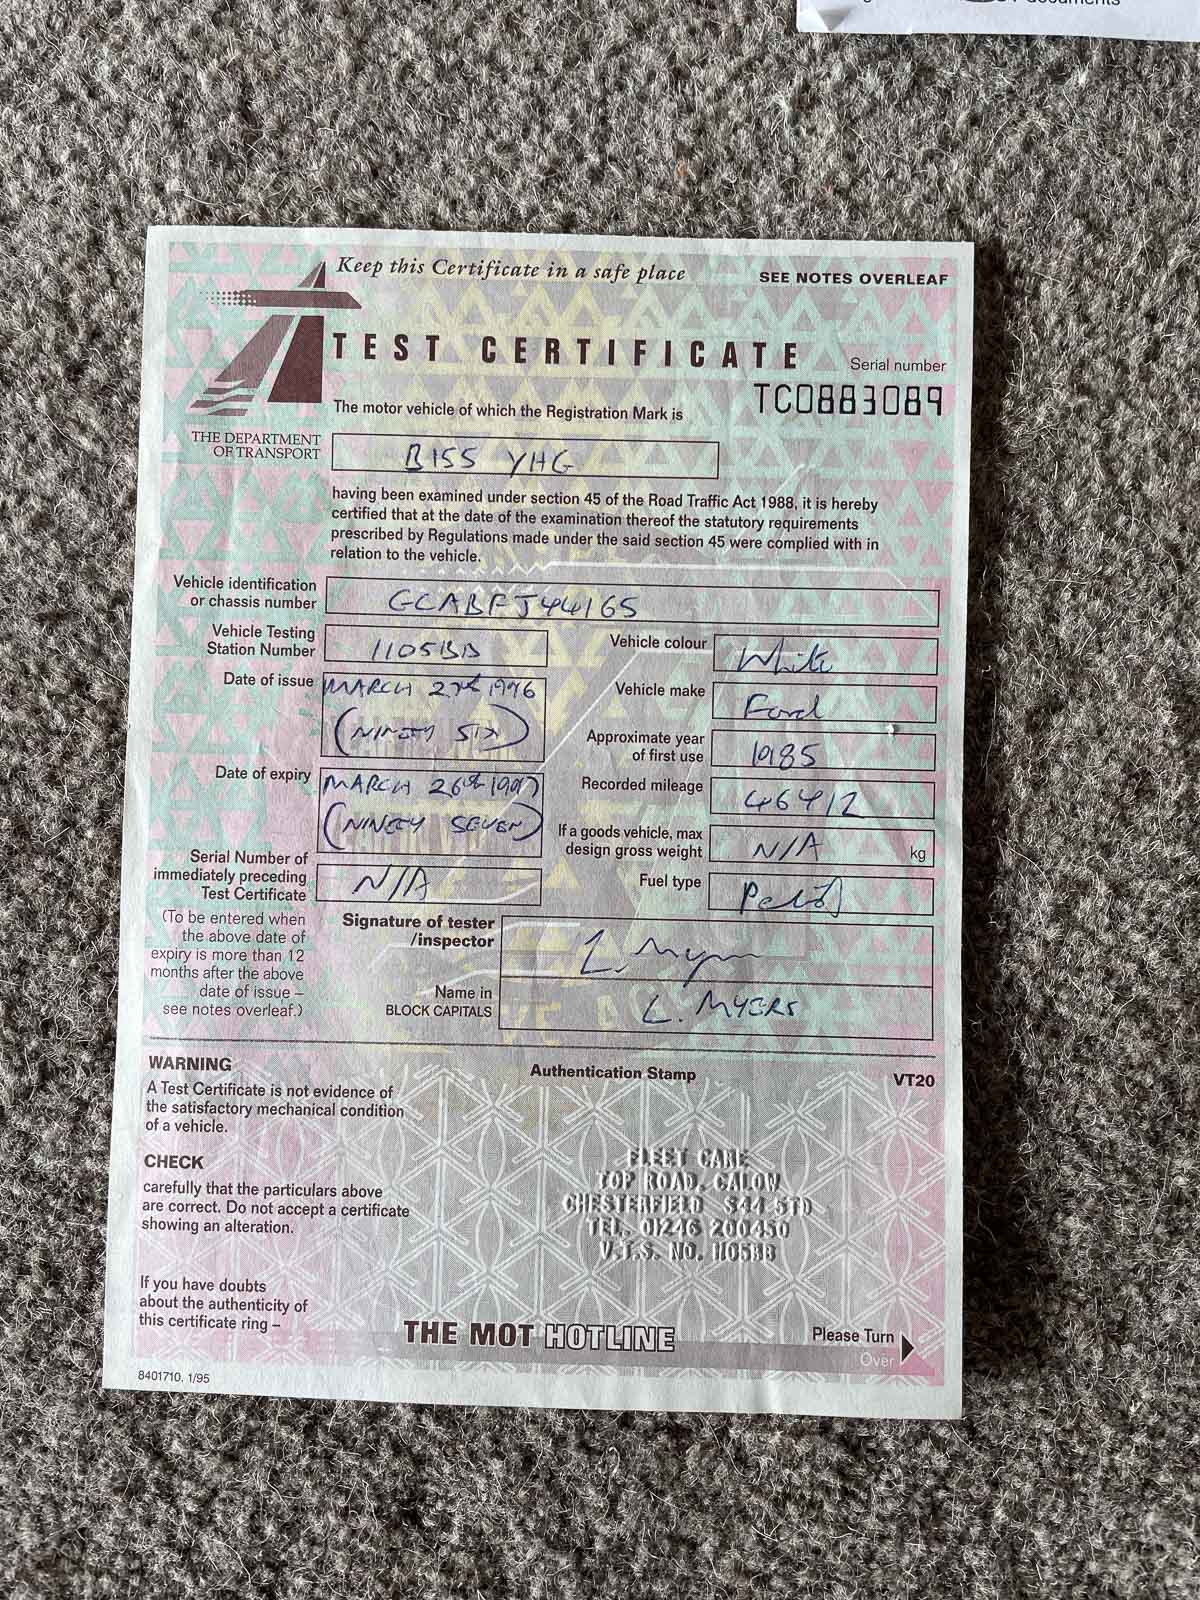 documents
Keep this Certificate in a safe place
SEE NOTES OVERLEAF
TEST CERTIFICATE
Serial number
TC0883089
The motor vehicle of which the Registration Mark is
THE DEPARTMENT
OF TRANSPORT
B155 YHG
having been examined under section 45 of the Road Traffic Act 1988, it is hereby
certified that at the date of the examination thereof the statutory requirements
prescribed by Regulations made under the said section 45 were complied with in
relation to the vehicle.
Vehicle identification
or chassis number
GCABFJ44165
Vehicle Testing
Station Number
1105BB
Vehicle colour
White
Date of issue
MARCH 27th 1996
(NINETY SIX)
Vehicle make
Ford
Approximate year
of first use
1985
Date of expiry
MARCH 26th 1997
(NINETY SEVEN)
Recorded mileage
46412
If a goods vehicle, max
design gross weight
N/A
kg
Serial Number of
immediately preceding
Test Certificate
N/A
Fuel type
Petrol
(To be entered when
the above date of
expiry is more than 12
months after the above
date of issue –
see notes overleaf.)
Signature of tester
/inspector
L. Myers
Name in
BLOCK CAPITALS
L. MYERS
WARNING
A Test Certificate is not evidence of
the satisfactory mechanical condition
of a vehicle.
Authentication Stamp
VT20
CHECK
carefully that the particulars above
are correct. Do not accept a certificate
showing an alteration.
FLEET CARE
TOP ROAD, CALOW
CHESTERFIELD S44 5TD
TEL. 01246 200450
V.T.S. NO. 1105BB
If you have doubts
about the authenticity of
this certificate ring –
THE MOT HOTLINE
Please Turn
Over
8401710, 1/95